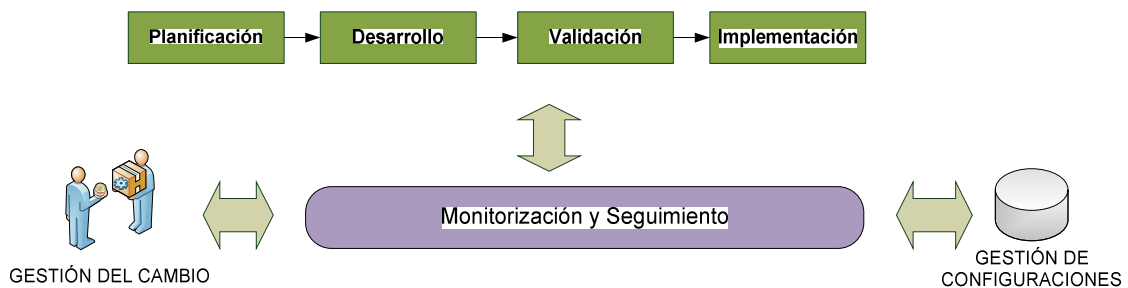 Planificación
Desarrollo
Validación
Implementación
Monitorización y Seguimiento
GESTIÓN DEL CAMBIO
GESTIÓN DE
CONFIGURACIONES